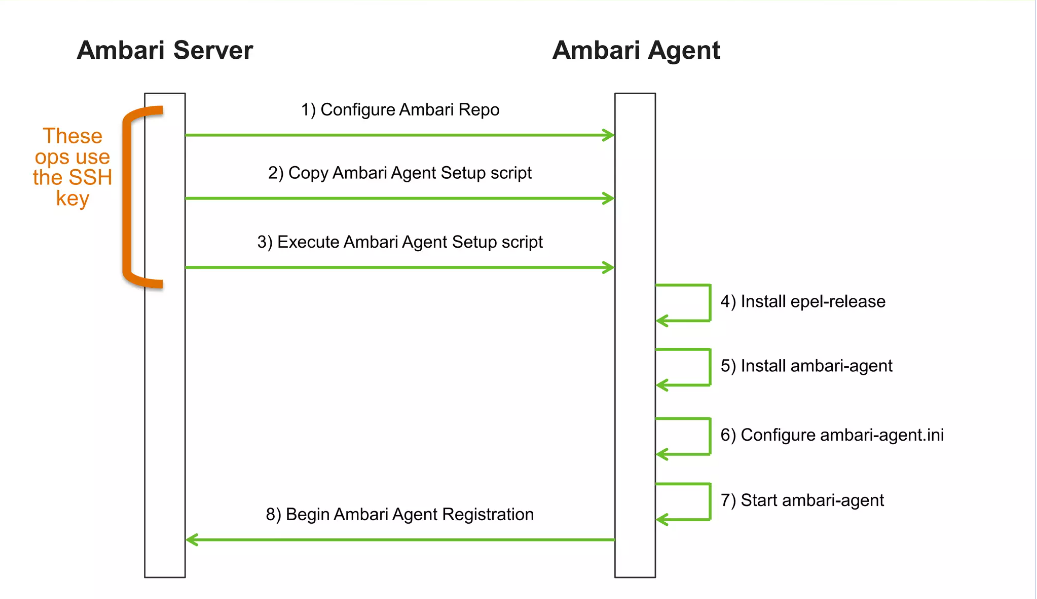 Ambari Server
Ambari Agent
1) Configure Ambari Repo
These
ops use
the SSH
key
2) Copy Ambari Agent Setup script
3) Execute Ambari Agent Setup script
4) Install epel-release
5) Install ambari-agent
6) Configure ambari-agent.ini
7) Start ambari-agent
8) Begin Ambari Agent Registration